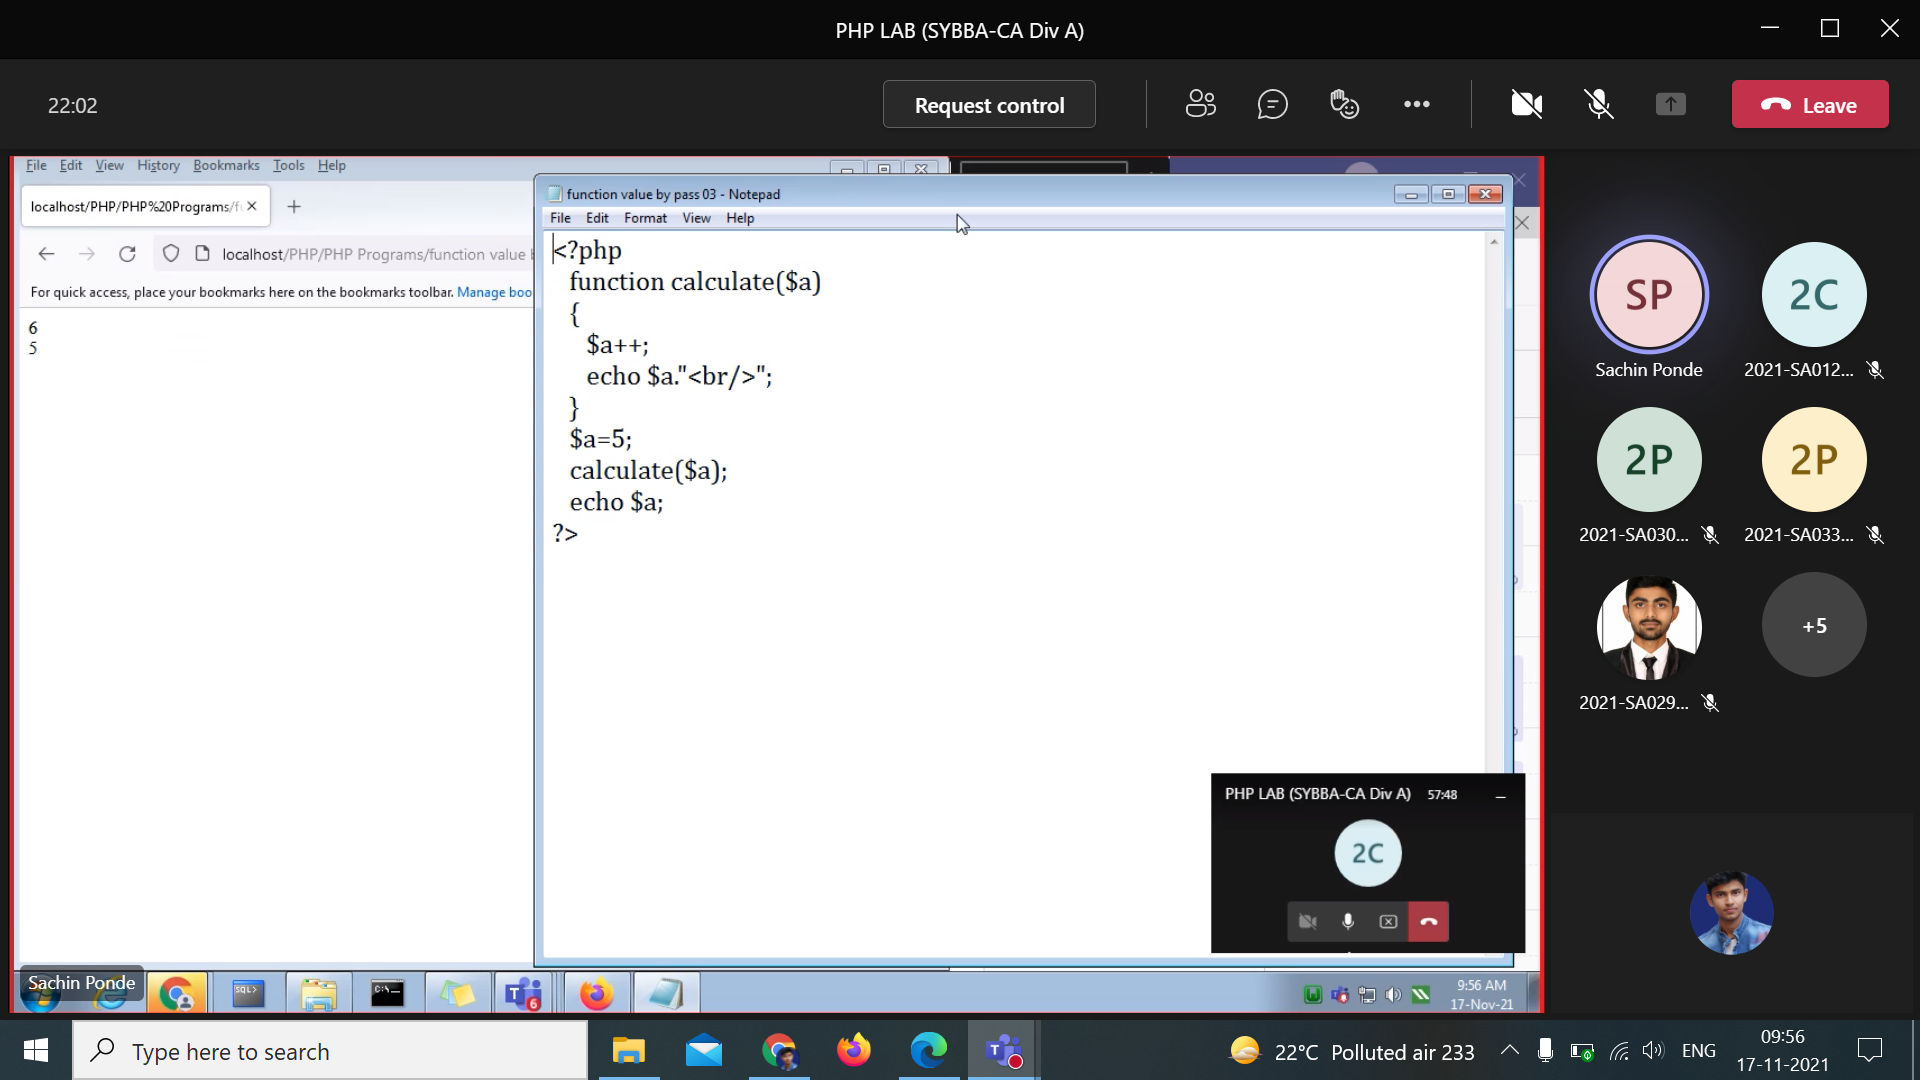 PHP LAB (SYBBA-CA Div A)
22:02
Request control
Leave
File Edit View History Bookmarks Tools Help
localhost/PHP/PHP%20Programs/fu
localhost/PHP/PHP Programs/function value
For quick access, place your bookmarks here on the bookmarks toolbar. Manage boo
6
5
function value by pass 03 - Notepad
File Edit Format View Help
<?php
function calculate($a)
{
$a++;
echo $a."<br/>";
}
$a=5;
calculate($a);
echo $a;
?>
SP
Sachin Ponde
2C
2021-SA012...
2P
2021-SA030...
2P
2021-SA033...
2021-SA029...
+5
PHP LAB (SYBBA-CA Div A) 57:48
2C
Sachin Ponde
SQL>
C:\_
T
6
9:56 AM
17-Nov-21
Type here to search
T
22°C Polluted air 233
ENG
09:56
17-11-2021